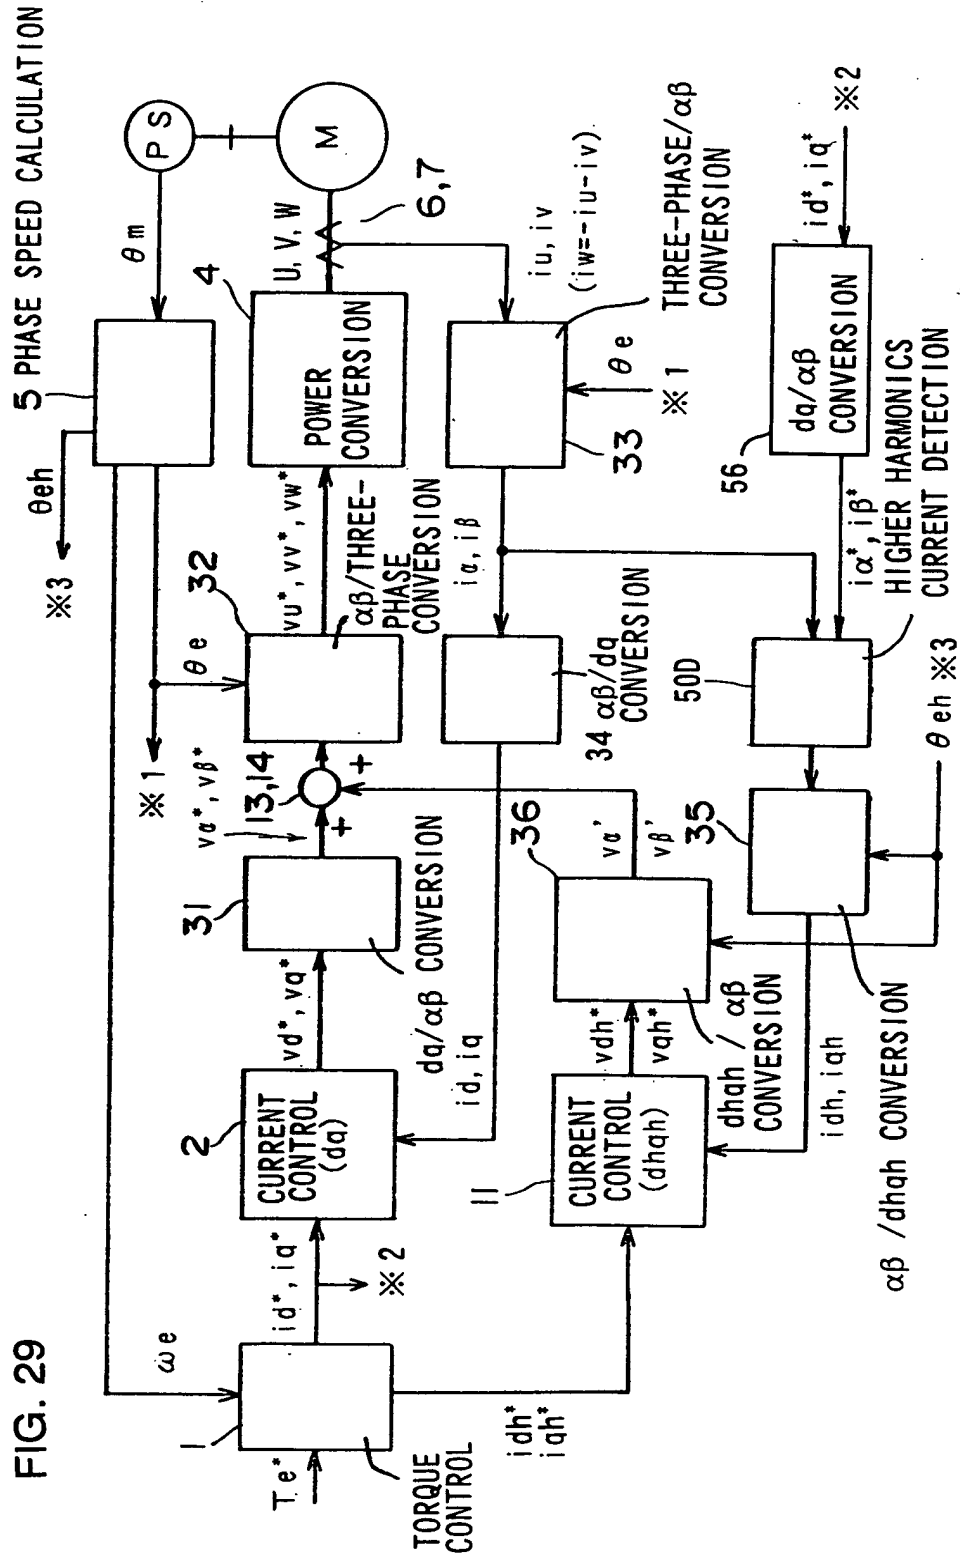 FIG. 29
5 PHASE SPEED CALCULATION
P S
θm
θeh
※3
ωe
※1
θe
M
U, V, W
6,7
4
POWER
CONVERSION
vu*, vv*, vw*
32
αβ/THREE-
PHASE
CONVERSION
13,14
+
+
vα*, vβ*
31
dq/αβ CONVERSION
vd*, vq*
2
CURRENT
CONTROL
(dq)
id*, iq*
※2
1
Te*
TORQUE
CONTROL
idh*
iqh*
iu, iv
(iw=-iu-iv)
THREE-PHASE/αβ
CONVERSION
θe
※1
33
iα, iβ
34 αβ/dq
CONVERSION
id, iq
36
vα'
vβ'
dhqh / αβ
CONVERSION
vdh*
vqh*
11
CURRENT
CONTROL
(dhqh)
※2
id*, iq*
56
dq/αβ
CONVERSION
iα*, iβ*
HIGHER HARMONICS
CURRENT DETECTION
50D
θeh ※3
35
αβ /dhqh CONVERSION
idh, iqh